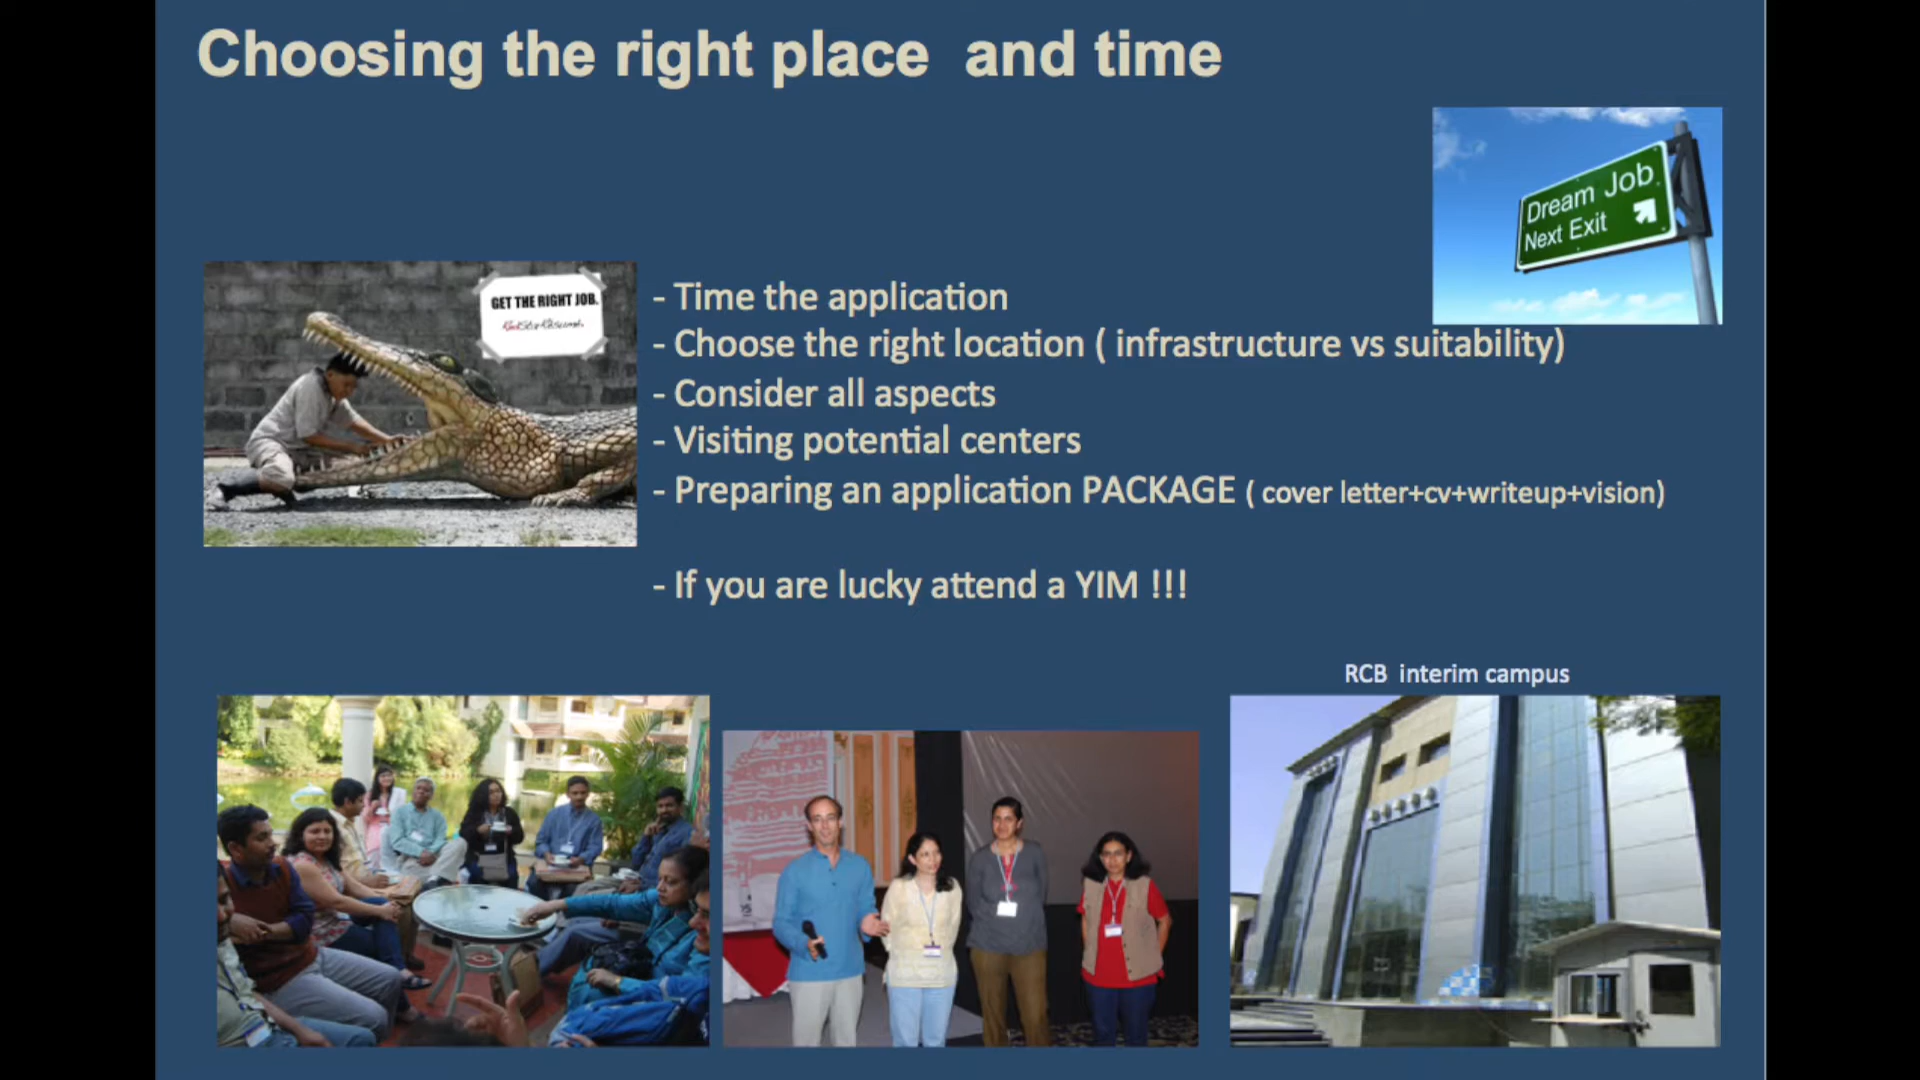 Choosing the right place and time
Dream Job
Next Exit
GET THE RIGHT JOB.
- Time the application
- Choose the right location ( infrastructure vs suitability)
- Consider all aspects
- Visiting potential centers
- Preparing an application PACKAGE ( cover letter+cv+writeup+vision)
- If you are lucky attend a YIM !!!
RCB interim campus